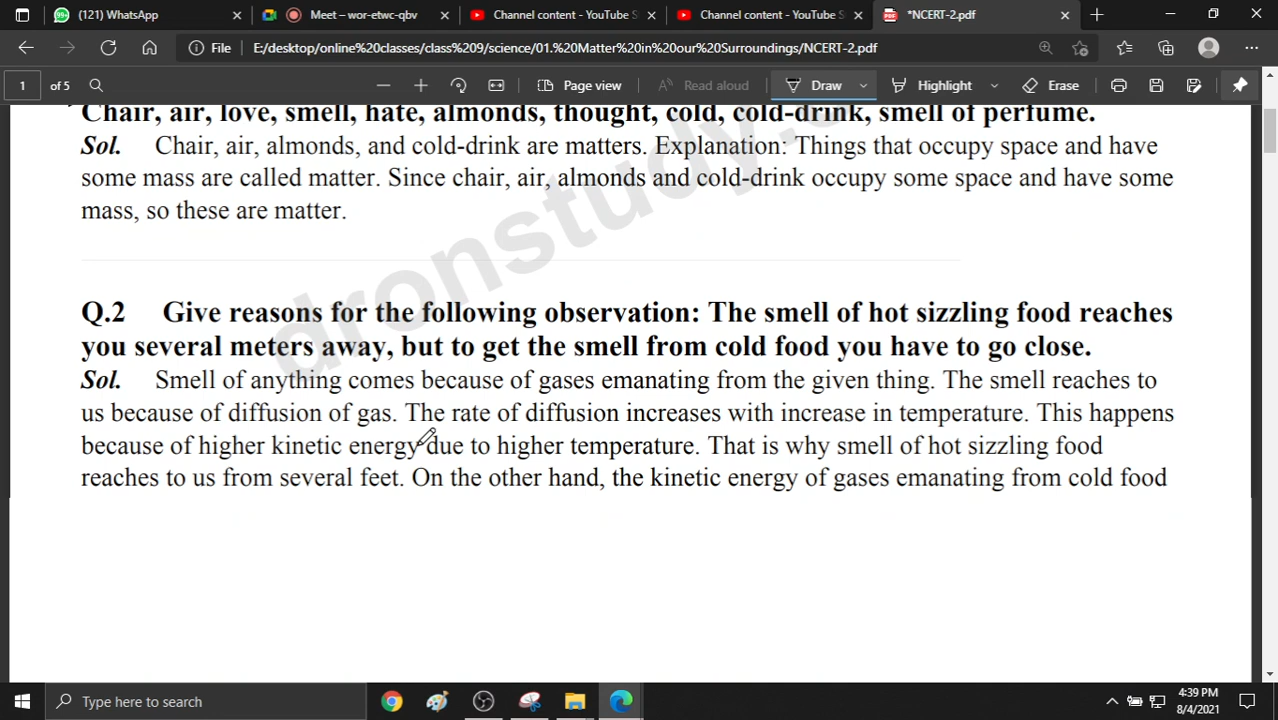 (121) WhatsApp
Meet – wor-etwc-qbv
Channel content - YouTube S
Channel content - YouTube S
*NCERT-2.pdf
File
E:/desktop/online%20classes/class%209/science/01.%20Matter%20in%20our%20Surroundings/NCERT-2.pdf
1 of 5
Page view
Read aloud
Draw
Highlight
Erase
Chair, air, love, smell, hate, almonds, thought, cold, cold-drink, smell of perfume.
Sol. Chair, air, almonds, and cold-drink are matters. Explanation: Things that occupy space and have
some mass are called matter. Since chair, air, almonds and cold-drink occupy some space and have some
mass, so these are matter.
dronstudy.c
Q.2 Give reasons for the following observation: The smell of hot sizzling food reaches
you several meters away, but to get the smell from cold food you have to go close.
Sol. Smell of anything comes because of gases emanating from the given thing. The smell reaches to
us because of diffusion of gas. The rate of diffusion increases with increase in temperature. This happens
because of higher kinetic energy due to higher temperature. That is why smell of hot sizzling food
reaches to us from several feet. On the other hand, the kinetic energy of gases emanating from cold food
Type here to search
4:39 PM
8/4/2021